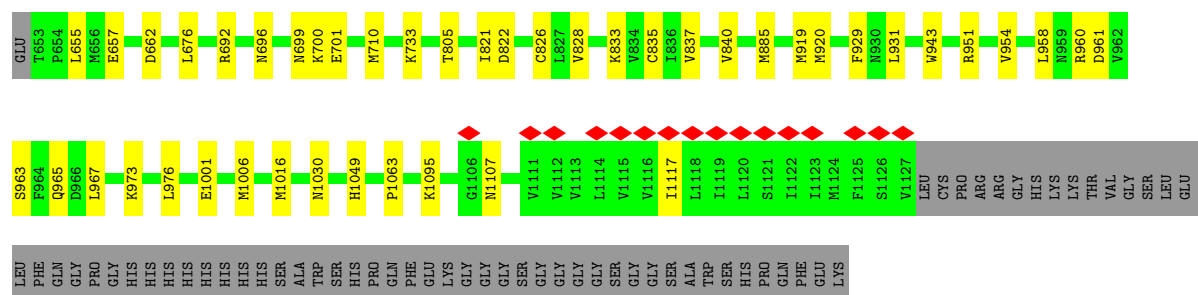 GLU T653 P654 L655 M656 E657 D662 L676 R692 N696 N699 K700 E701 M710 K733 T805 I821 D822 C826 L827 V828 K833 V834 C835 I836 V837 V840 M885 M919 M920 F929 N930 L931 W943 R951 V954 L958 N959 R960 D961 V962
S963 F964 Q965 D966 L967 K973 L976 E1001 M1006 M1016 N1030 H1049 P1063 K1095 G1106 N1107 V1111 V1112 V1113 L1114 V1115 V1116 I1117 L1118 I1119 L1120 S1121 I1122 I1123 M1124 F1125 S1126 V1127 LEU CYS PRO ARG ARG GLY HIS LYS LYS THR VAL GLY SER LEU GLU
LEU PHE GLN GLY PRO GLY HIS HIS HIS HIS HIS HIS HIS HIS SER ALA TRP SER HIS PRO GLN PHE GLU LYS GLY GLY GLY SER GLY GLY GLY SER GLY GLY SER ALA TRP SER HIS PRO GLN PHE GLU LYS